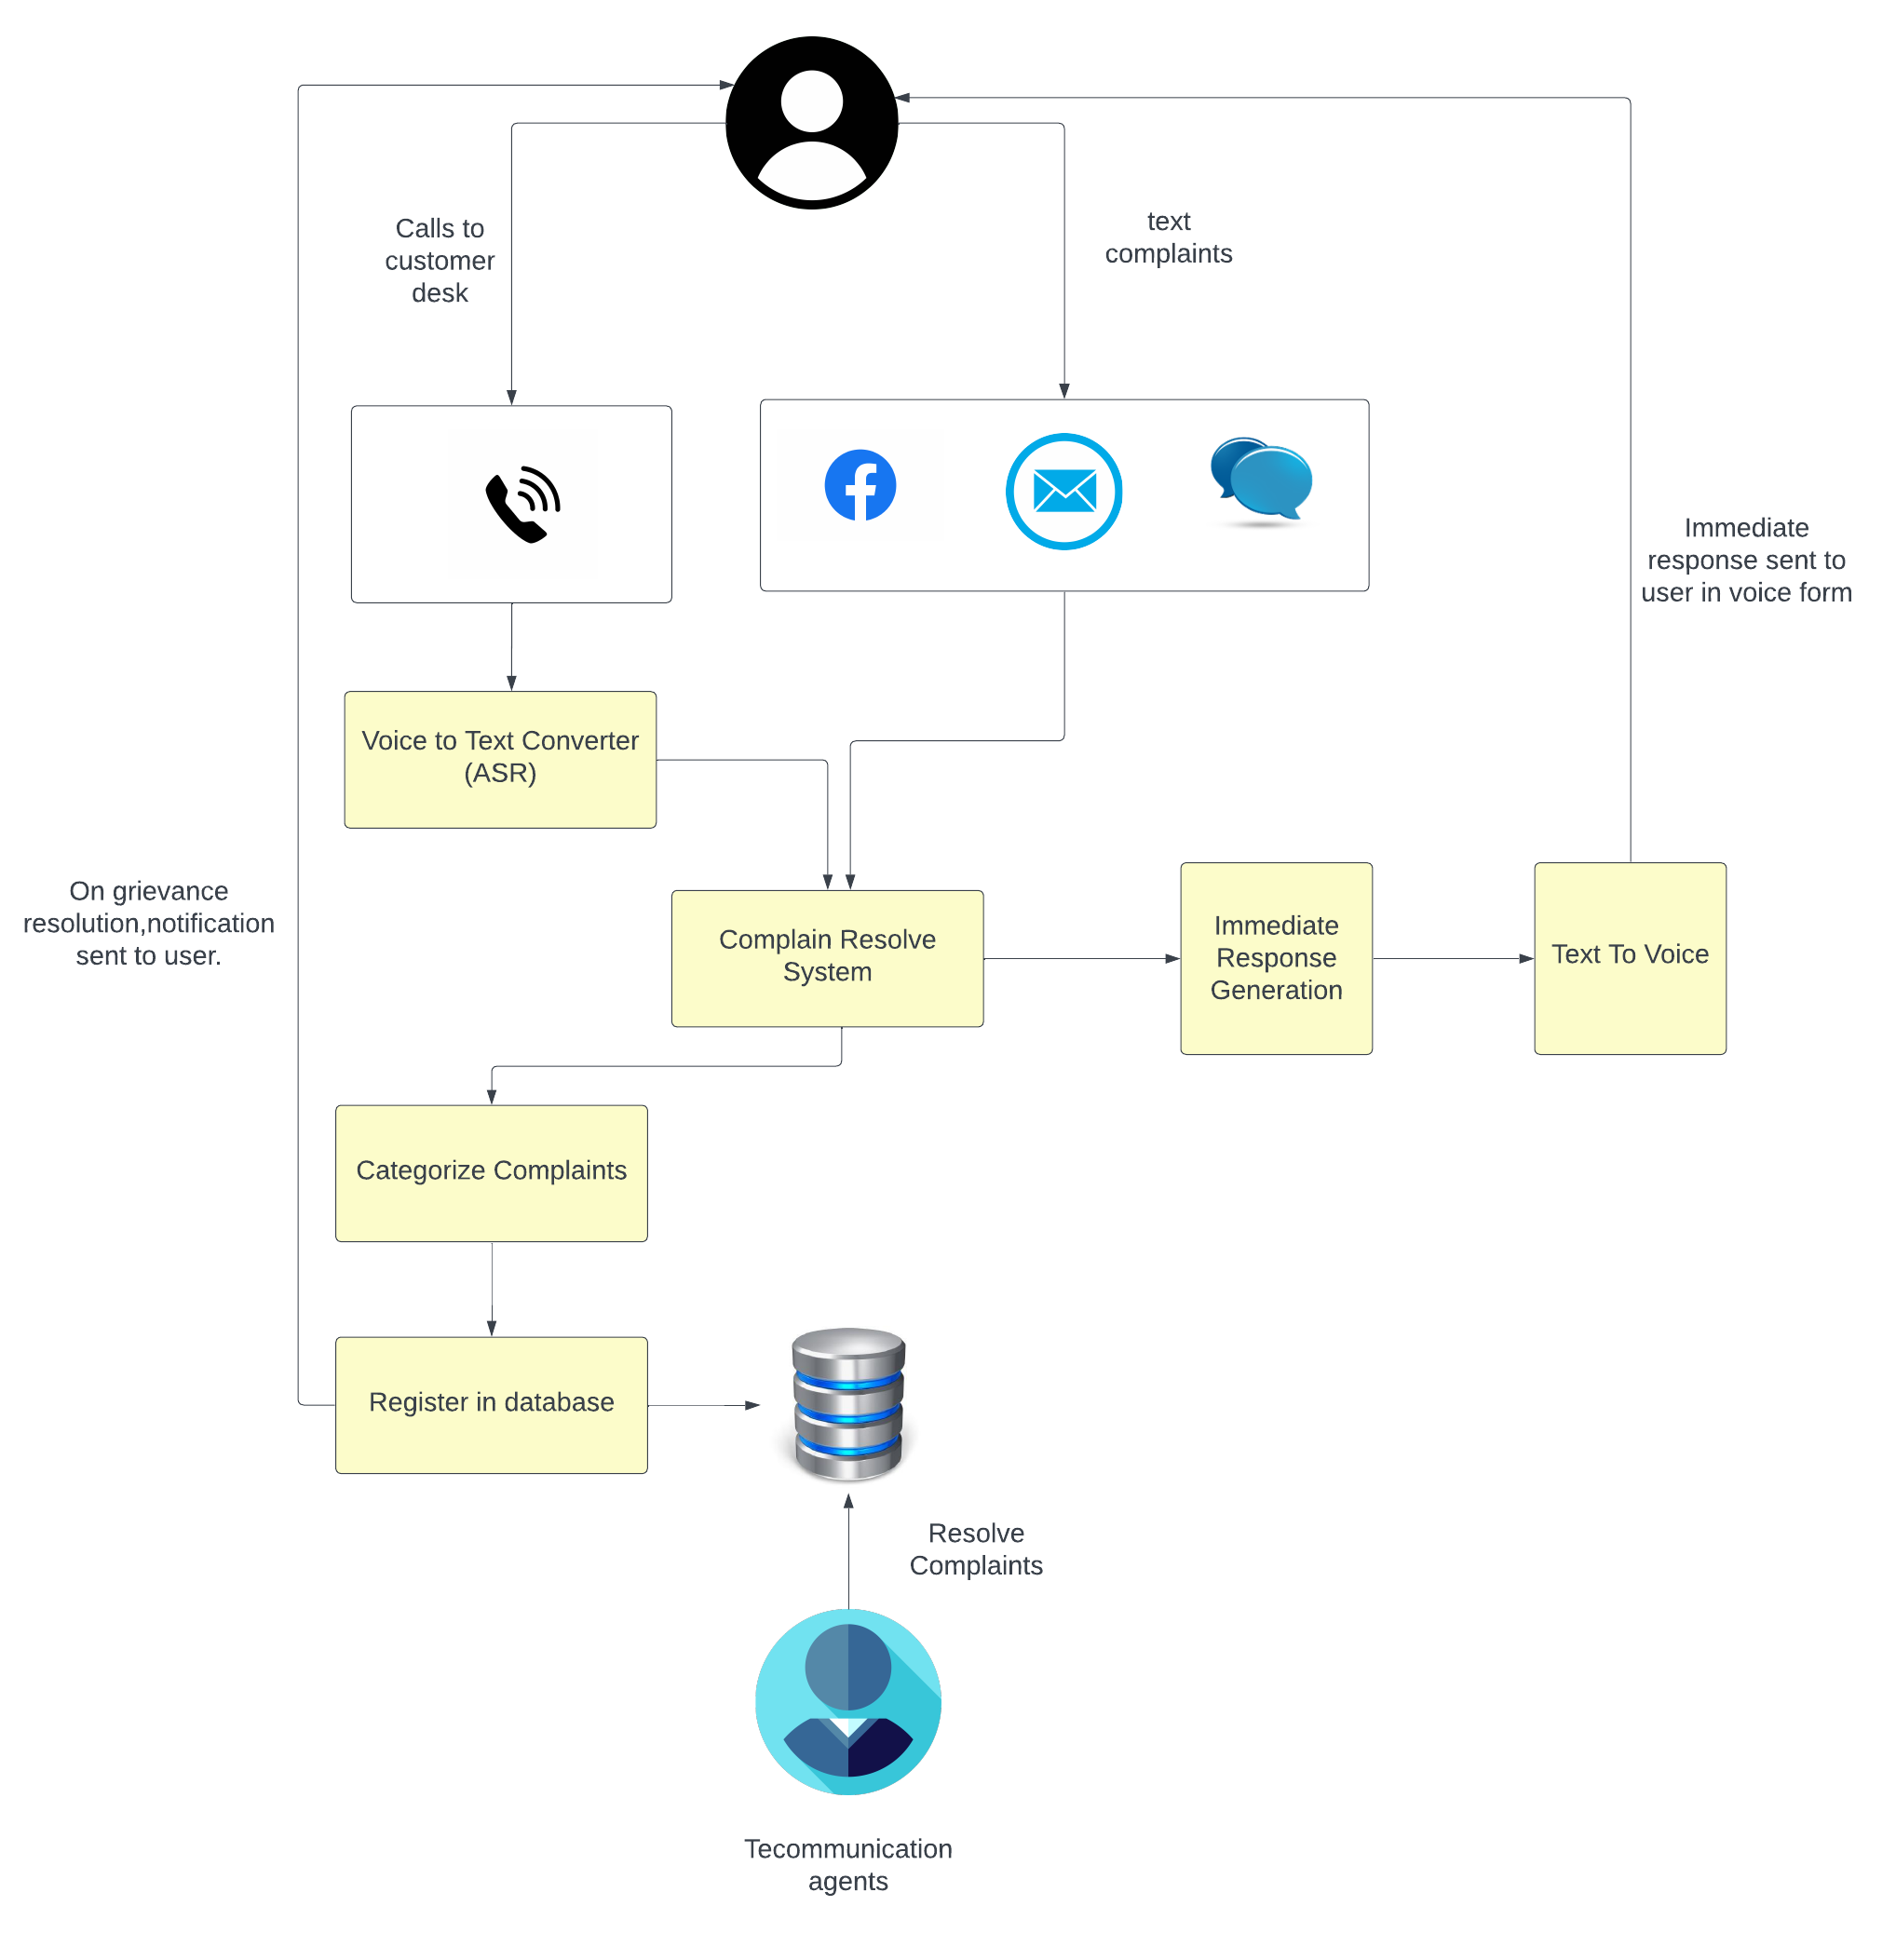 Calls to
customer
desk
text
complaints
Immediate
response sent to
user in voice form
Voice to Text Converter
(ASR)
On grievance
resolution,notification
sent to user.
Complain Resolve
System
Immediate
Response
Generation
Text To Voice
Categorize Complaints
Register in database
Resolve
Complaints
Tecommunication
agents